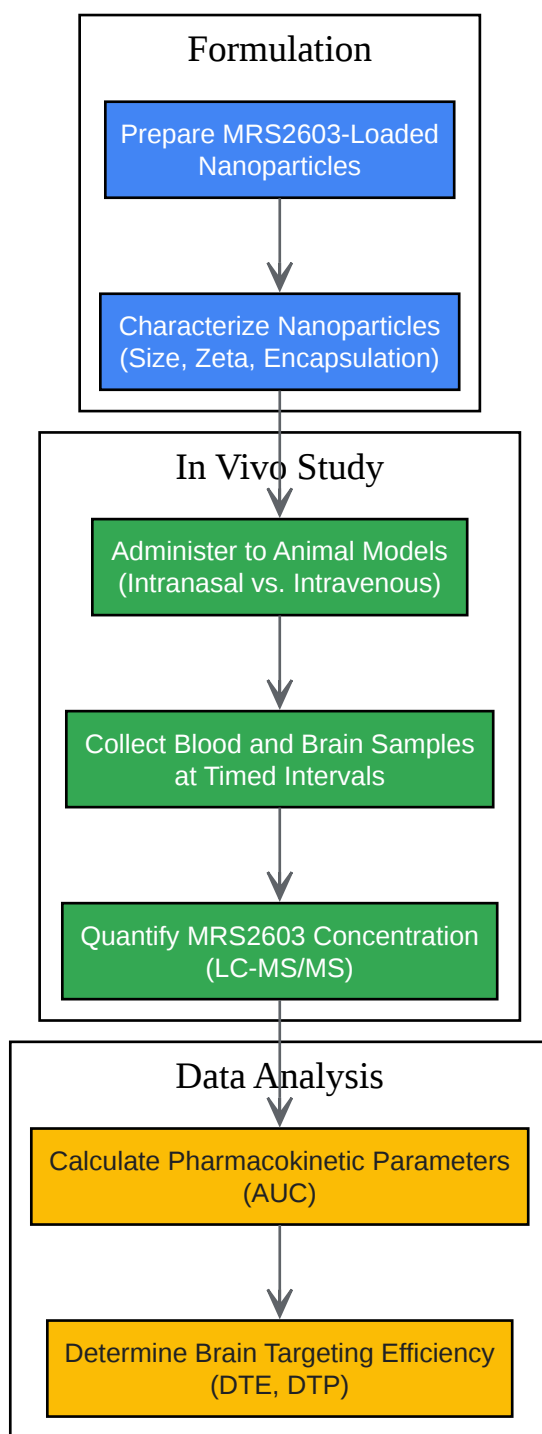 Formulation
Prepare MRS2603-Loaded
Nanoparticles
Characterize Nanoparticles
(Size, Zeta, Encapsulation)
In Vivo Study
Administer to Animal Models
(Intranasal vs. Intravenous)
Collect Blood and Brain Samples
at Timed Intervals
Quantify MRS2603 Concentration
(LC-MS/MS)
Data Analysis
Calculate Pharmacokinetic Parameters
(AUC)
Determine Brain Targeting Efficiency
(DTE, DTP)